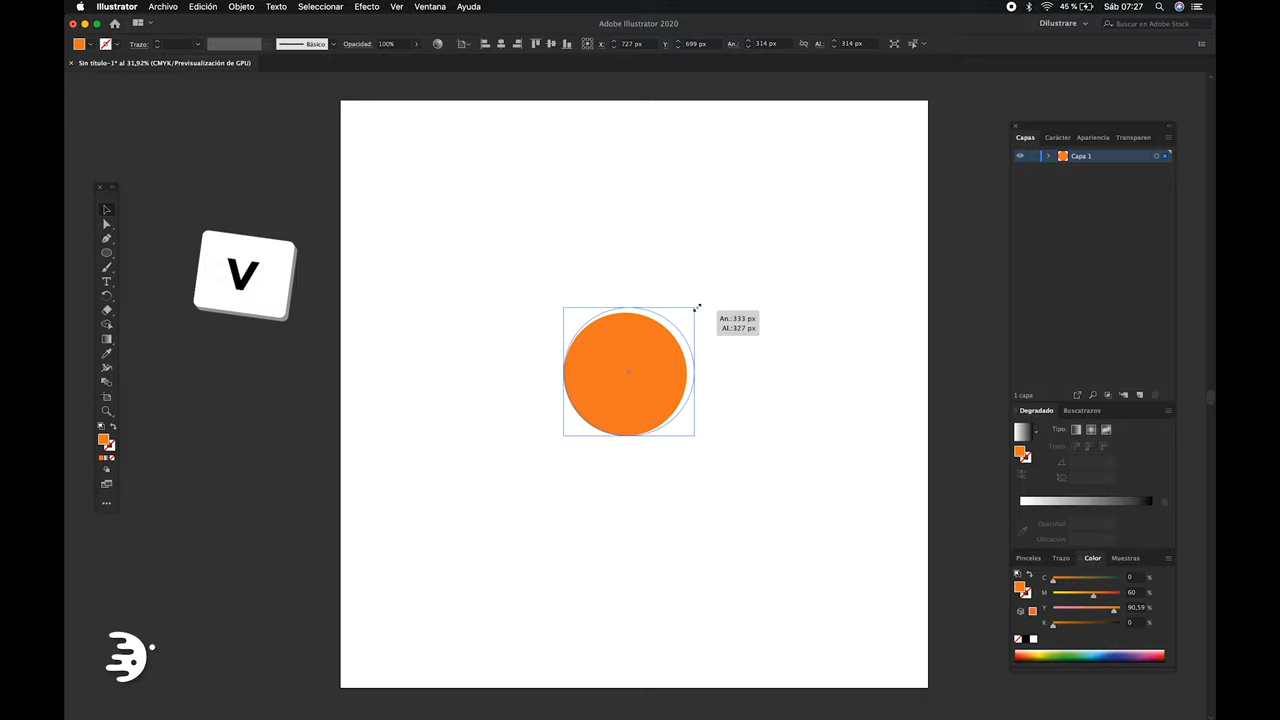 Illustrator Archivo Edición Objeto Texto Seleccionar Efecto Ver Ventana Ayuda 45 % Sáb 07:27
Adobe Illustrator 2020 Dilustrare Buscar en Adobe Stock
Trazo: Básico Opacidad: 100% X: 727 px Y: 699 px An.: 314 px Al.: 314 px
Sin título-1* al 31,92% (CMYK/Previsualización de GPU)
Capas Carácter Apariencia Transparen
Capa 1
V
An.:333 px
Al.:327 px
1 capa
Degradado Buscatrazos
Tipo:
Trazo:
Opacidad:
Ubicación:
Pinceles Trazo Color Muestras
C 0 %
M 60 %
Y 90,59 %
K 0 %